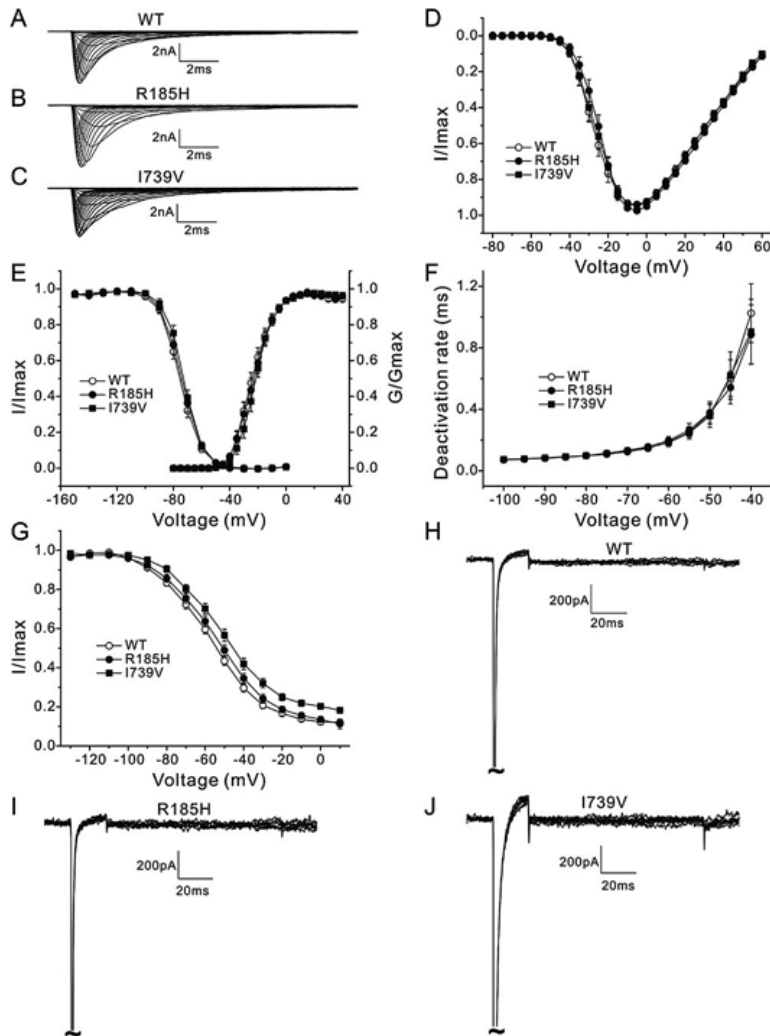 A
WT
2nA
2ms
B
R185H
2nA
2ms
C
I739V
2nA
2ms
D
0.0
0.2
0.4
0.6
0.8
1.0
I/Imax
WT
R185H
I739V
-80 -60 -40 -20 0 20 40 60
Voltage (mV)
E
1.0
0.8
0.6
0.4
0.2
0.0
I/Imax
WT
R185H
I739V
1.0
0.8
0.6
0.4
0.2
0.0
G/Gmax
-160 -120 -80 -40 0 40
Voltage (mV)
F
1.2
0.8
0.4
0.0
Deactivation rate (ms)
WT
R185H
I739V
-100 -90 -80 -70 -60 -50 -40
Voltage (mV)
G
1.0
0.8
0.6
0.4
0.2
0.0
I/Imax
WT
R185H
I739V
-120 -100 -80 -60 -40 -20 0
Voltage (mV)
H
WT
200pA
20ms
~
I
R185H
200pA
20ms
~
J
I739V
200pA
20ms
~